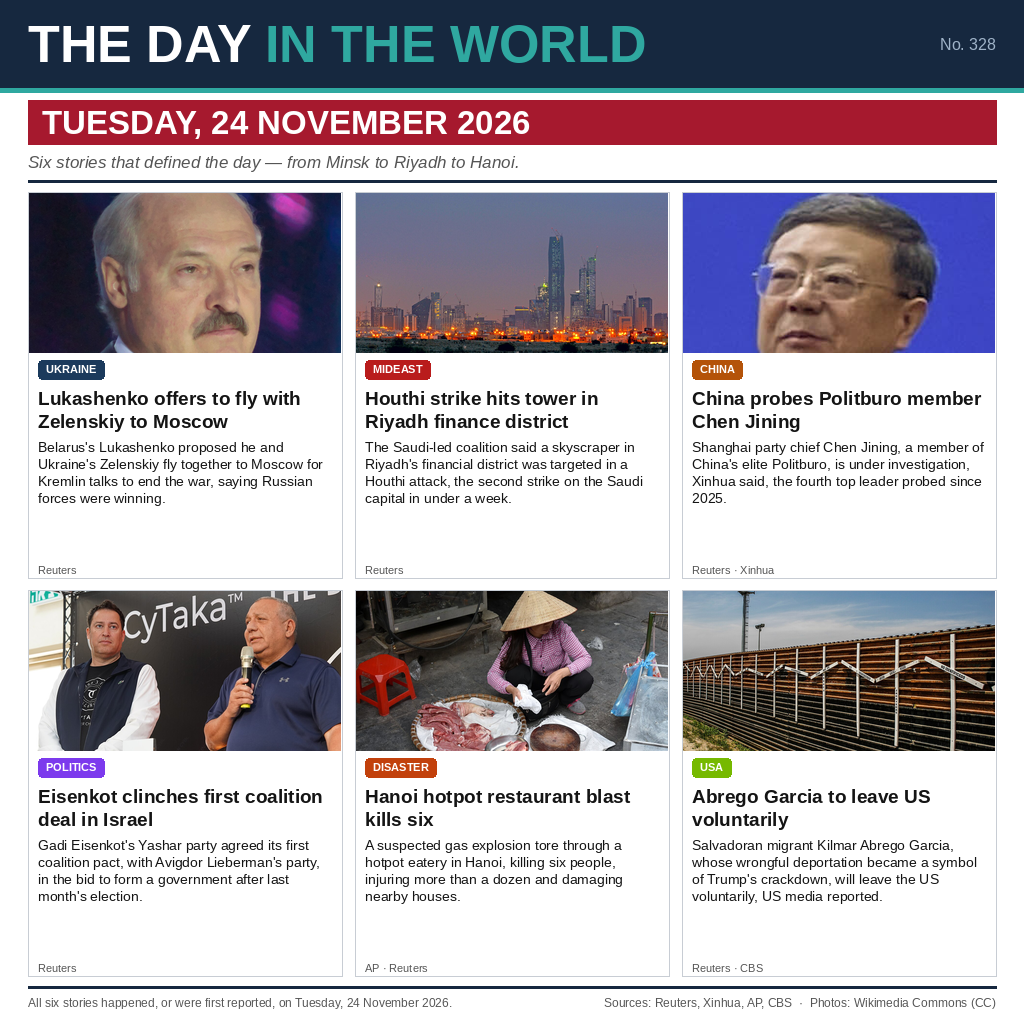 THE DAY IN THE WORLD
No. 328
TUESDAY, 24 NOVEMBER 2026
Six stories that defined the day — from Minsk to Riyadh to Hanoi.
UKRAINE
Lukashenko offers to fly with
Zelenskiy to Moscow
Belarus's Lukashenko proposed he and
Ukraine's Zelenskiy fly together to Moscow for
Kremlin talks to end the war, saying Russian
forces were winning.
Reuters
MIDEAST
Houthi strike hits tower in
Riyadh finance district
The Saudi-led coalition said a skyscraper in
Riyadh's financial district was targeted in a
Houthi attack, the second strike on the Saudi
capital in under a week.
Reuters
CHINA
China probes Politburo member
Chen Jining
Shanghai party chief Chen Jining, a member of
China's elite Politburo, is under investigation,
Xinhua said, the fourth top leader probed since
2025.
Reuters · Xinhua
CyTaka™
POLITICS
Eisenkot clinches first coalition
deal in Israel
Gadi Eisenkot's Yashar party agreed its first
coalition pact, with Avigdor Lieberman's party,
in the bid to form a government after last
month's election.
Reuters
DISASTER
Hanoi hotpot restaurant blast
kills six
A suspected gas explosion tore through a
hotpot eatery in Hanoi, killing six people,
injuring more than a dozen and damaging
nearby houses.
AP · Reuters
USA
Abrego Garcia to leave US
voluntarily
Salvadoran migrant Kilmar Abrego Garcia,
whose wrongful deportation became a symbol
of Trump's crackdown, will leave the US
voluntarily, US media reported.
Reuters · CBS
All six stories happened, or were first reported, on Tuesday, 24 November 2026.
Sources: Reuters, Xinhua, AP, CBS · Photos: Wikimedia Commons (CC)